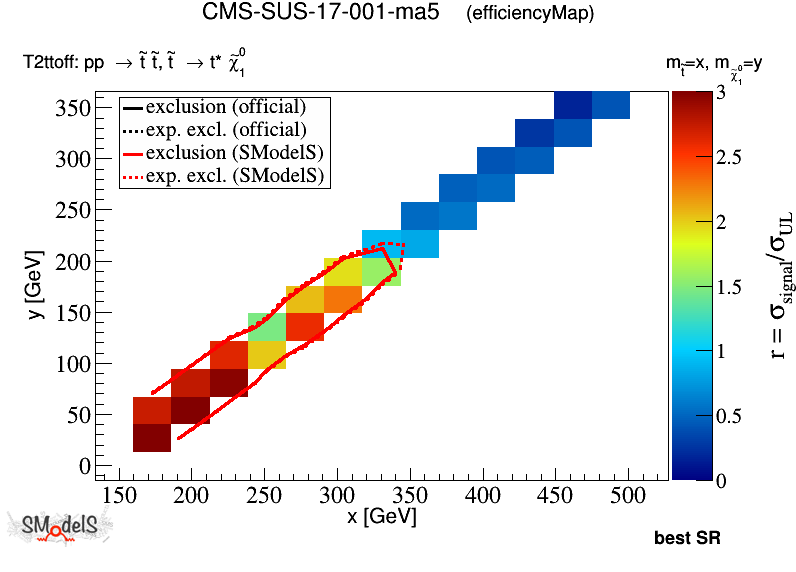 CMS-SUS-17-001-ma5 (efficiencyMap)
T2ttoff: pp → t̃ t̃, t̃ → t* χ̃⁰₁
m_t̃=x, m_χ̃⁰₁=y
exclusion (official)
exp. excl. (official)
exclusion (SModelS)
exp. excl. (SModelS)
350
300
250
200
150
100
50
0
y [GeV]
150 200 250 300 350 400 450 500
x [GeV]
3
2.5
2
1.5
1
0.5
0
r = σ_signal/σ_UL
SModelS
best SR